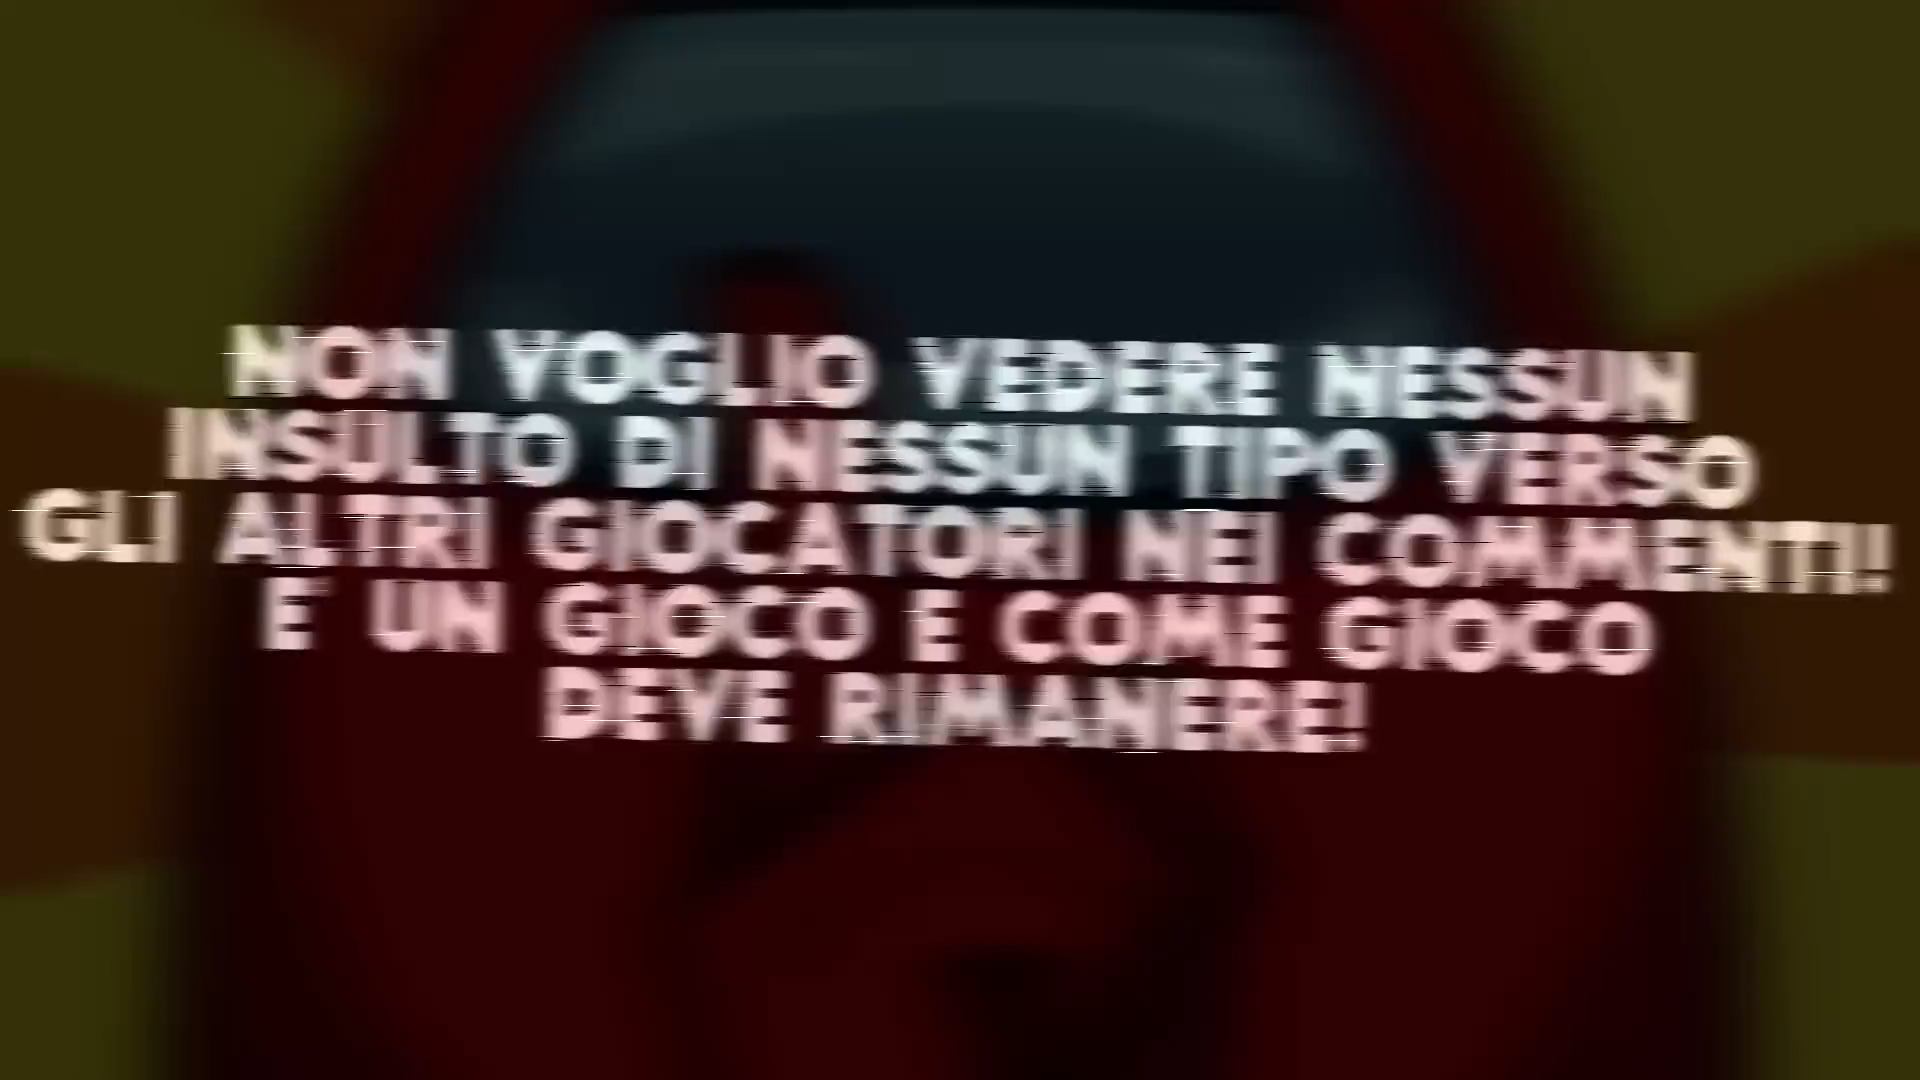 NON VOGLIO VEDERE NESSUN
INSULTO DI NESSUN TIPO VERSO
GLI ALTRI GIOCATORI NEI COMMENTI!
E' UN GIOCO E COME GIOCO
DEVE RIMANERE!